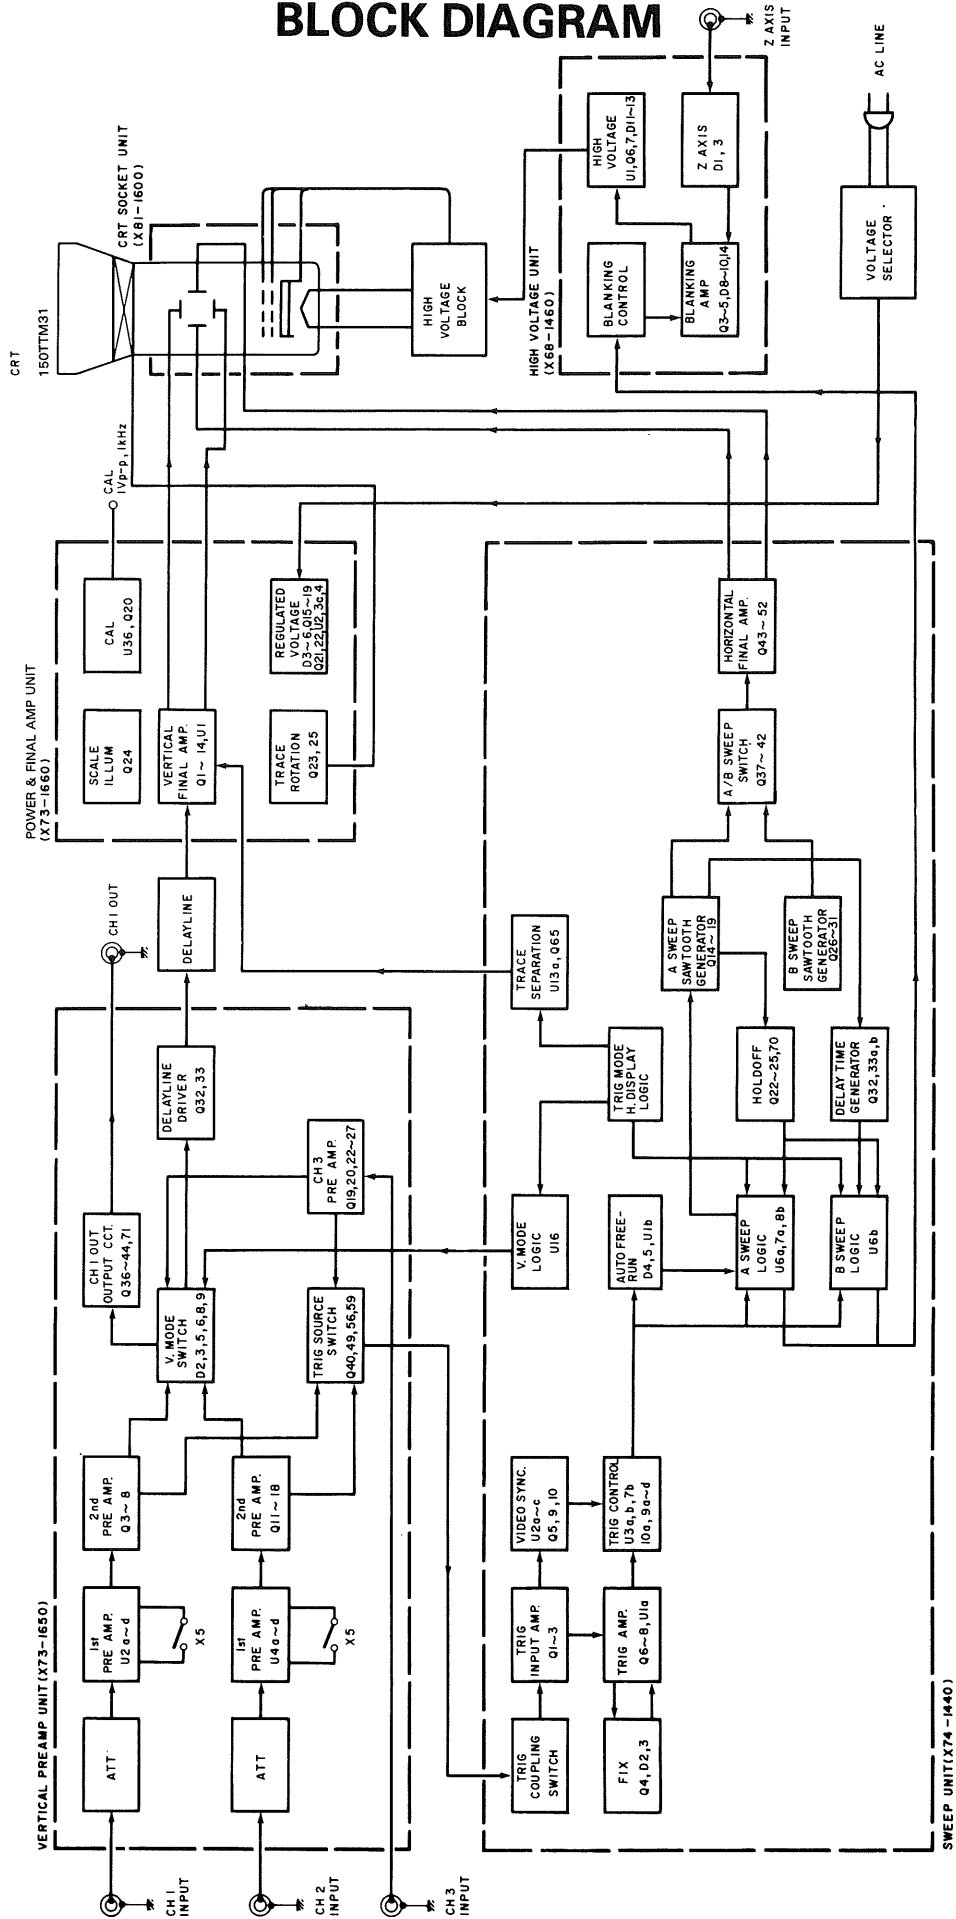 BLOCK DIAGRAM
CRT
150TTM31
CRT SOCKET UNIT
(X81-1600)
CAL
1Vp-p, 1kHz
HIGH
VOLTAGE
BLOCK
HIGH VOLTAGE UNIT
(X68-1460)
HIGH
VOLTAGE
U1,Q6,7,D11~13
Z AXIS
D1, 3
BLANKING
CONTROL
BLANKING
AMP
Q3~5,D8~10,14
Z AXIS
INPUT
AC LINE
VOLTAGE
SELECTOR
POWER & FINAL AMP UNIT
(X73-1660)
SCALE
ILLUM
Q24
CAL
U36, Q20
VERTICAL
FINAL AMP.
Q1~14,U1
TRACE
ROTATION
Q23, 25
REGULATED
VOLTAGE
D3~6,Q15~19
Q21,22,U2,3c,4
VERTICAL PREAMP UNIT(X73-1650)
CH1
INPUT
CH2
INPUT
CH3
INPUT
ATT
1st
PRE AMP.
U2a~d
X5
2nd
PRE AMP.
Q3~8
ATT
1st
PRE AMP.
U4a~d
X5
2nd
PRE AMP.
Q11~18
CH1OUT
OUTPUT CCT.
Q36~44,71
CH1OUT
V.MODE
SWITCH
D2,3,5,6,8,9
DELAYLINE
DRIVER
Q32,33
DELAYLINE
TRIG SOURCE
SWITCH
Q40,49,56,59
CH3
PRE AMP.
Q19,20,22~27
SWEEP UNIT(X74-1440)
TRIG
COUPLING
SWITCH
TRIG
INPUT AMP.
Q1~3
VIDEO SYNC.
U2a~c
Q5,9,10
FIX
Q4,D2,3
TRIG AMP.
Q6~8,U1a
TRIG CONTROL
U3a,b,7b
10a,9a~d
V.MODE
LOGIC
U16
TRACE
SEPARATION
U13a,Q65
AUTO FREE-
RUN
D4,5,U1b
TRIG MODE
H.DISPLAY
LOGIC
A SWEEP
LOGIC
U6a,7a,8b
B SWEEP
LOGIC
U6b
HOLDOFF
Q22~25,70
DELAY TIME
GENERATOR
Q32,33a,b
A SWEEP
SAWTOOTH
GENERATOR
Q14~19
B SWEEP
SAWTOOTH
GENERATOR
Q26~31
A/B SWEEP
SWITCH
Q37~42
HORIZONTAL
FINAL AMP.
Q43~52